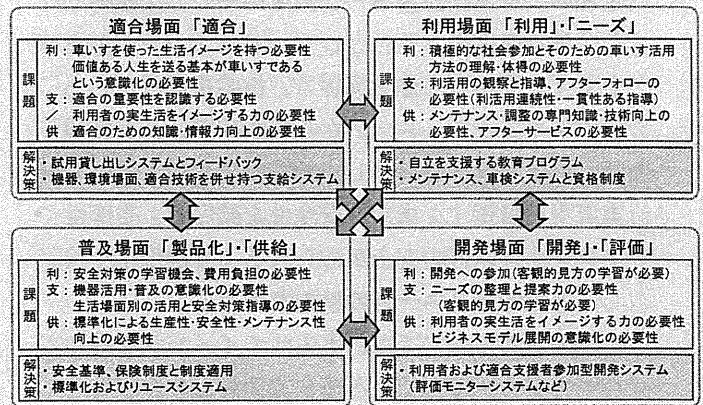 適合場面 「適合」
課題
利：車いすを使った生活イメージを持つ必要性
価値ある人生を送る基本が車いすである
という意識化の必要性
支：適合の重要性を認識する必要性
／ 利用者の実生活をイメージする力の必要性
供 適合のための知識・情報力向上の必要性
解決策
・試用貸し出しシステムとフィードバック
・機器、環境場面、適合技術を併せ持つ支給システム
利用場面 「利用」・「ニーズ」
課題
利：積極的な社会参加とそのための車いす活用
方法の理解・体得の必要性
支：利活用の観察と指導、アフターフォローの
必要性(利活用連続性・一貫性ある指導)
供：メンテナンス・調整の専門知識・技術向上の
必要性、アフターサービスの必要性
解決策
・自立を支援する教育プログラム
・メンテナンス、車検システムと資格制度
普及場面 「製品化」・「供給」
課題
利：安全対策の学習機会、費用負担の必要性
支：機器活用・普及の意識化の必要性
生活場面別の活用と安全対策指導の必要性
供：標準化による生産性・安全性・メンテナンス性
向上の必要性
解決策
・安全基準、保険制度と制度適用
・標準化およびリユースシステム
開発場面 「開発」・「評価」
課題
利：開発への参加(客観的見方の学習が必要)
支：ニーズの整理と提案力の必要性
(客観的見方の学習が必要)
供：利用者の実生活をイメージする力の必要性
ビジネスモデル展開の意識化の必要性
解決策
・利用者および適合支援者参加型開発システム
(評価モニターシステムなど)